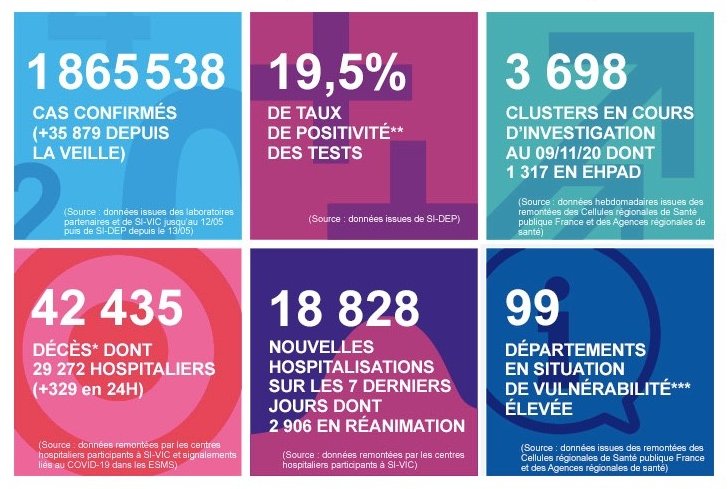 1 865 538
CAS CONFIRMÉS
(+35 879 DEPUIS
LA VEILLE)
(Source : données issues des laboratoires
partenaires et de SI-VIC jusqu'au 12/05
puis de SI-DEP depuis le 13/05)
19,5%
DE TAUX
DE POSITIVITÉ**
DES TESTS
(Source : données issues de SI-DEP)
3 698
CLUSTERS EN COURS
D'INVESTIGATION
AU 09/11/20 DONT
1 317 EN EHPAD
(Source : données hebdomadaires issues des
remontées des Cellules régionales de Santé
publique France et des Agences régionales de
santé)
42 435
DÉCÈS* DONT
29 272 HOSPITALIERS
(+329 en 24H)
(Source : données remontées par les centres
hospitaliers participants à SI-VIC et signalements
liés au COVID-19 dans les ESMS)
18 828
NOUVELLES
HOSPITALISATIONS
SUR LES 7 DERNIERS
JOURS DONT
2 906 EN RÉANIMATION
(Source : données remontées par les centres
hospitaliers participants à SI-VIC)
99
DÉPARTEMENTS
EN SITUATION
DE VULNÉRABILITÉ***
ÉLEVÉE
(Source : données issues des remontées des
Cellules régionales de Santé publique France
et des Agences régionales de santé)